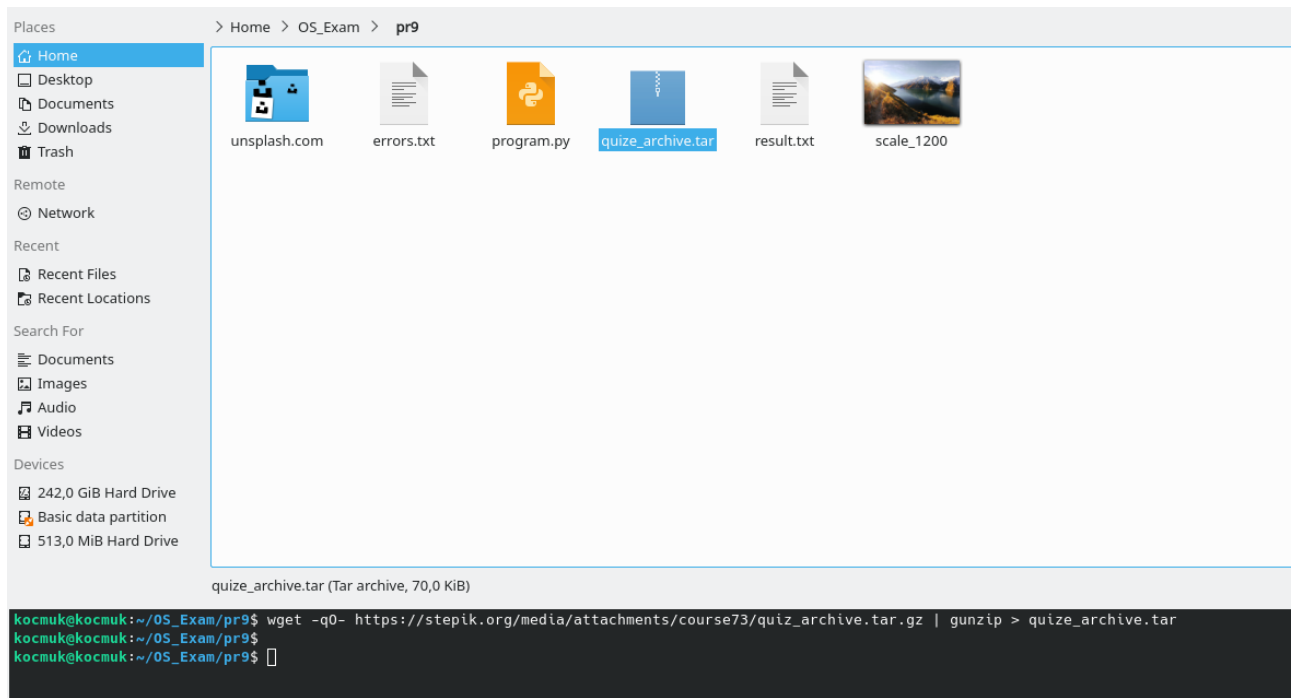 Places
Home
Desktop
Documents
Downloads
Trash
Remote
Network
Recent
Recent Files
Recent Locations
Search For
Documents
Images
Audio
Videos
Devices
242,0 GiB Hard Drive
Basic data partition
513,0 MiB Hard Drive
> Home > OS_Exam > pr9
unsplash.com
errors.txt
program.py
quize_archive.tar
result.txt
scale_1200
quize_archive.tar (Tar archive, 70,0 KiB)
kocmuk@kocmuk:~/OS_Exam/pr9$ wget -qO- https://stepik.org/media/attachments/course73/quiz_archive.tar.gz | gunzip > quize_archive.tar
kocmuk@kocmuk:~/OS_Exam/pr9$
kocmuk@kocmuk:~/OS_Exam/pr9$